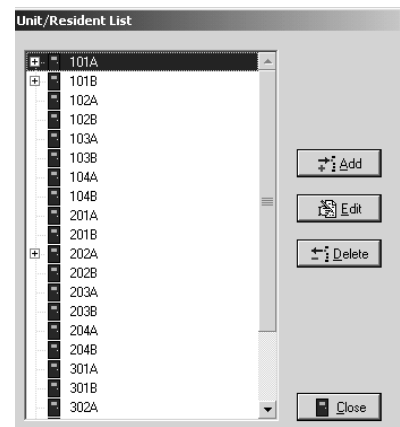 Unit/Resident List
101A
101B
102A
102B
103A
103B
104A
104B
201A
201B
202A
202B
203A
203B
204A
204B
301A
301B
302A
Add
Edit
Delete
Close